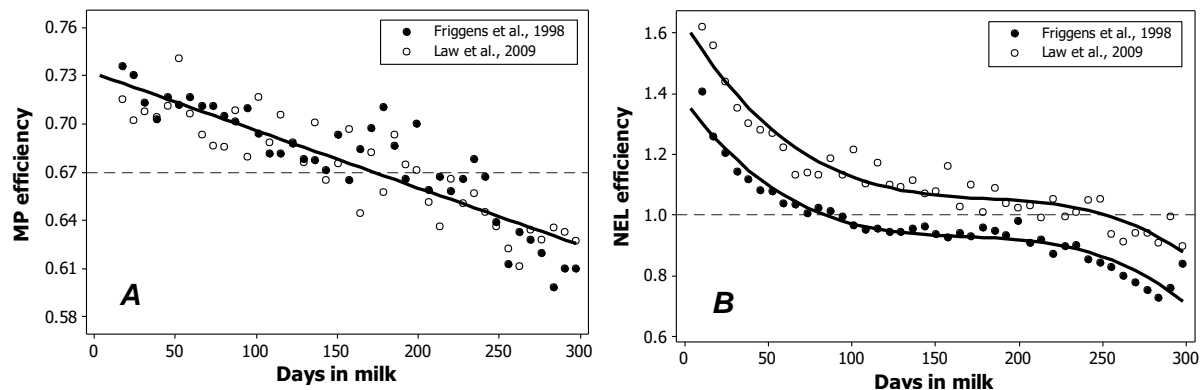 0.76
0.73
0.70
0.67
0.64
0.61
0.58
MP efficiency
Friggens et al., 1998
Law et al., 2009
A
0 50 100 150 200 250 300
Days in milk
1.6
1.4
1.2
1.0
0.8
0.6
NEL efficiency
Friggens et al., 1998
Law et al., 2009
B
0 50 100 150 200 250 300
Days in milk